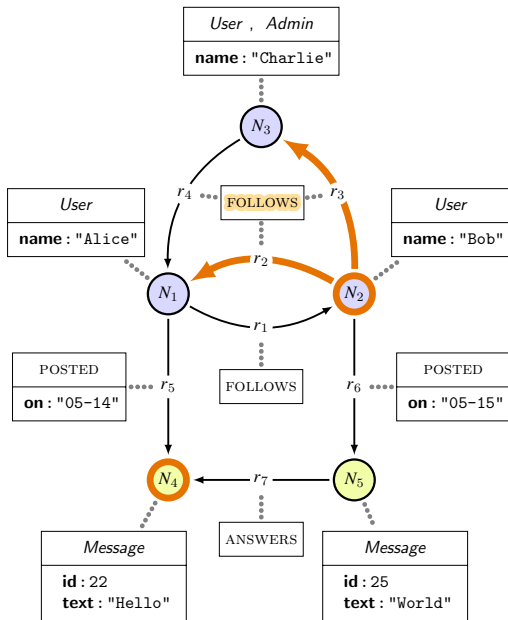 User , Admin
name : "Charlie"
N3
r4
FOLLOWS
r3
User
name : "Alice"
User
name : "Bob"
r2
N1
N2
r1
POSTED
on : "05-14"
r5
FOLLOWS
r6
POSTED
on : "05-15"
N4
r7
N5
ANSWERS
Message
id : 22
text : "Hello"
Message
id : 25
text : "World"